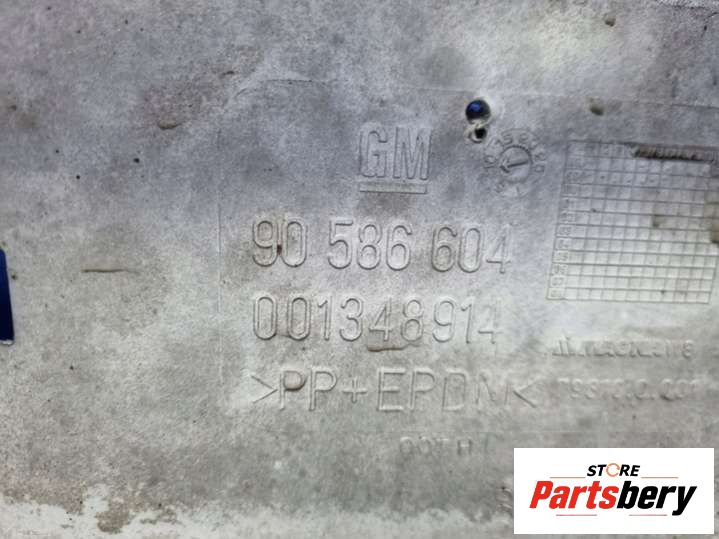 GM
90 586 604
001348914
>PP+EPDM<
STORE
Partsbery